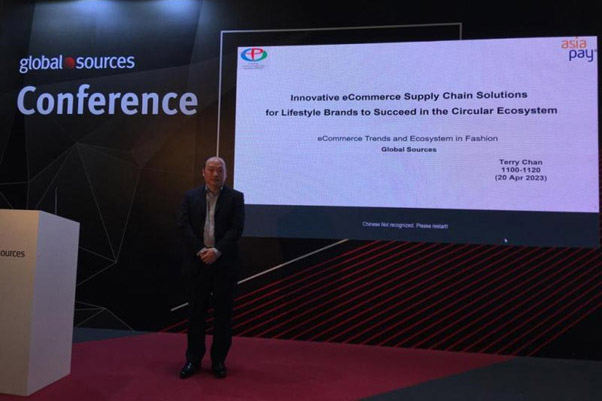 global sources
Conference
asia
pay
Innovative eCommerce Supply Chain Solutions
for Lifestyle Brands to Succeed in the Circular Ecosystem
eCommerce Trends and Ecosystem in Fashion
Global Sources
Terry Chan
1100-1120
(20 Apr 2023)
Chinese Not recognized. Please restart!
ources